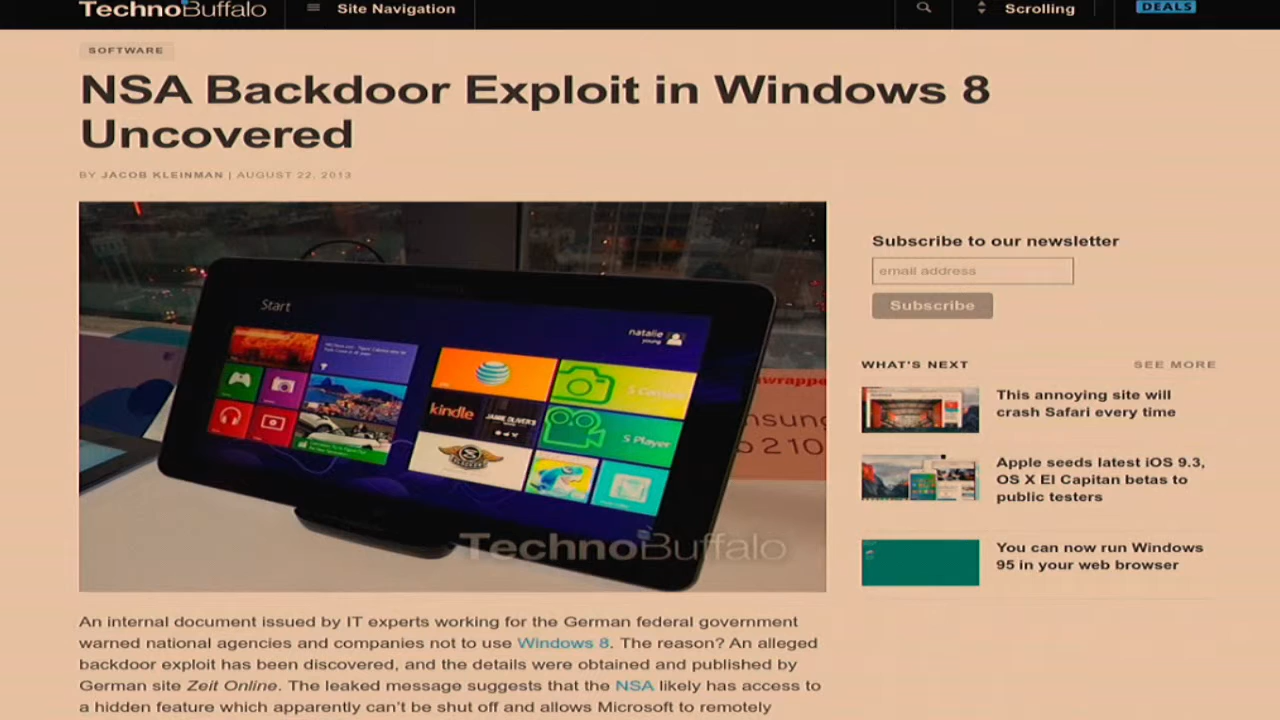 TechnoBuffalo
Site Navigation
Scrolling
DEALS
SOFTWARE
NSA Backdoor Exploit in Windows 8
Uncovered
BY JACOB KLEINMAN | AUGUST 22, 2013
Start
natalie
young
at&t
S Camera
kindle
JAMIE OLIVER'S
S Player
TechnoBuffalo
An internal document issued by IT experts working for the German federal government
warned national agencies and companies not to use Windows 8. The reason? An alleged
backdoor exploit has been discovered, and the details were obtained and published by
German site Zeit Online. The leaked message suggests that the NSA likely has access to
a hidden feature which apparently can't be shut off and allows Microsoft to remotely
Subscribe to our newsletter
email address
Subscribe
WHAT'S NEXT
SEE MORE
This annoying site will
crash Safari every time
Apple seeds latest iOS 9.3,
OS X El Capitan betas to
public testers
You can now run Windows
95 in your web browser